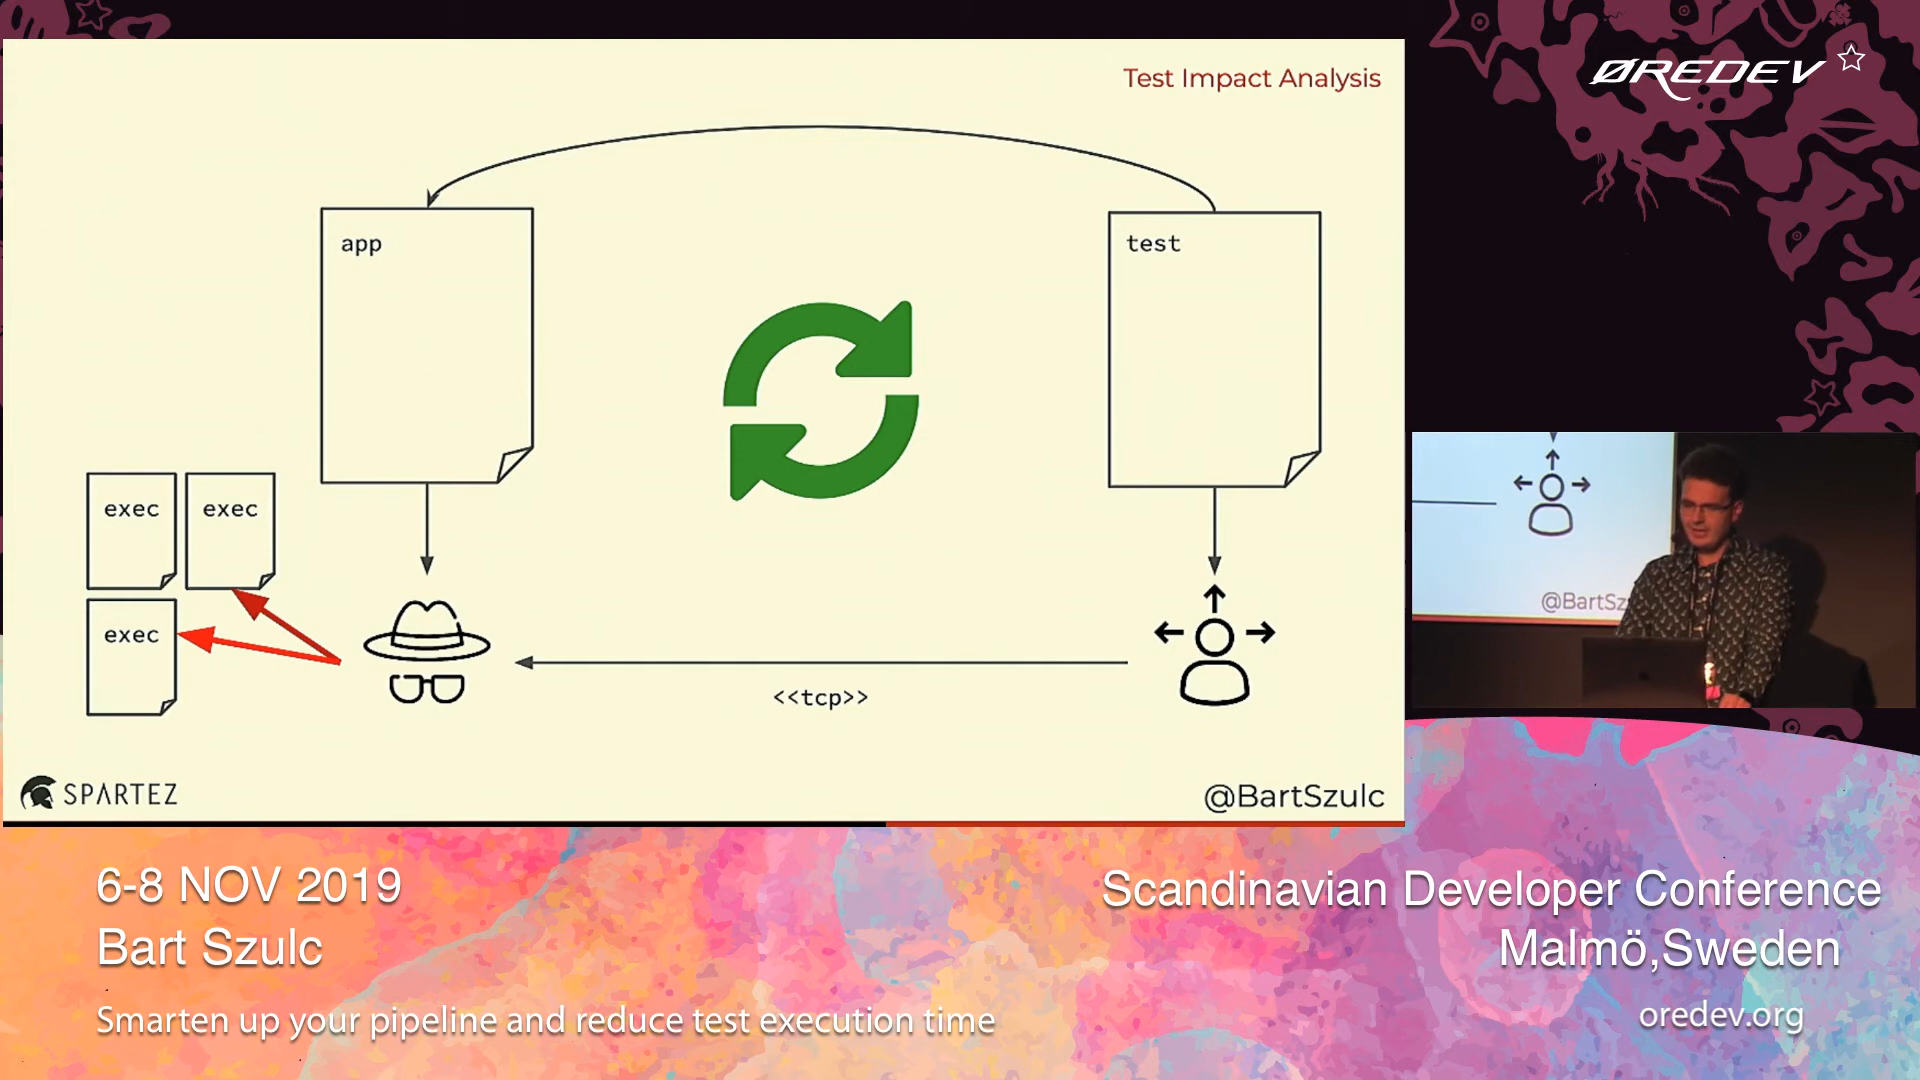 Test Impact Analysis
ØREDEV
app
test
exec exec
exec
<<tcp>>
SPARTEZ
@BartSzulc
@BartSz
6-8 NOV 2019
Bart Szulc
Smarten up your pipeline and reduce test execution time
Scandinavian Developer Conference
Malmö,Sweden
oredev.org